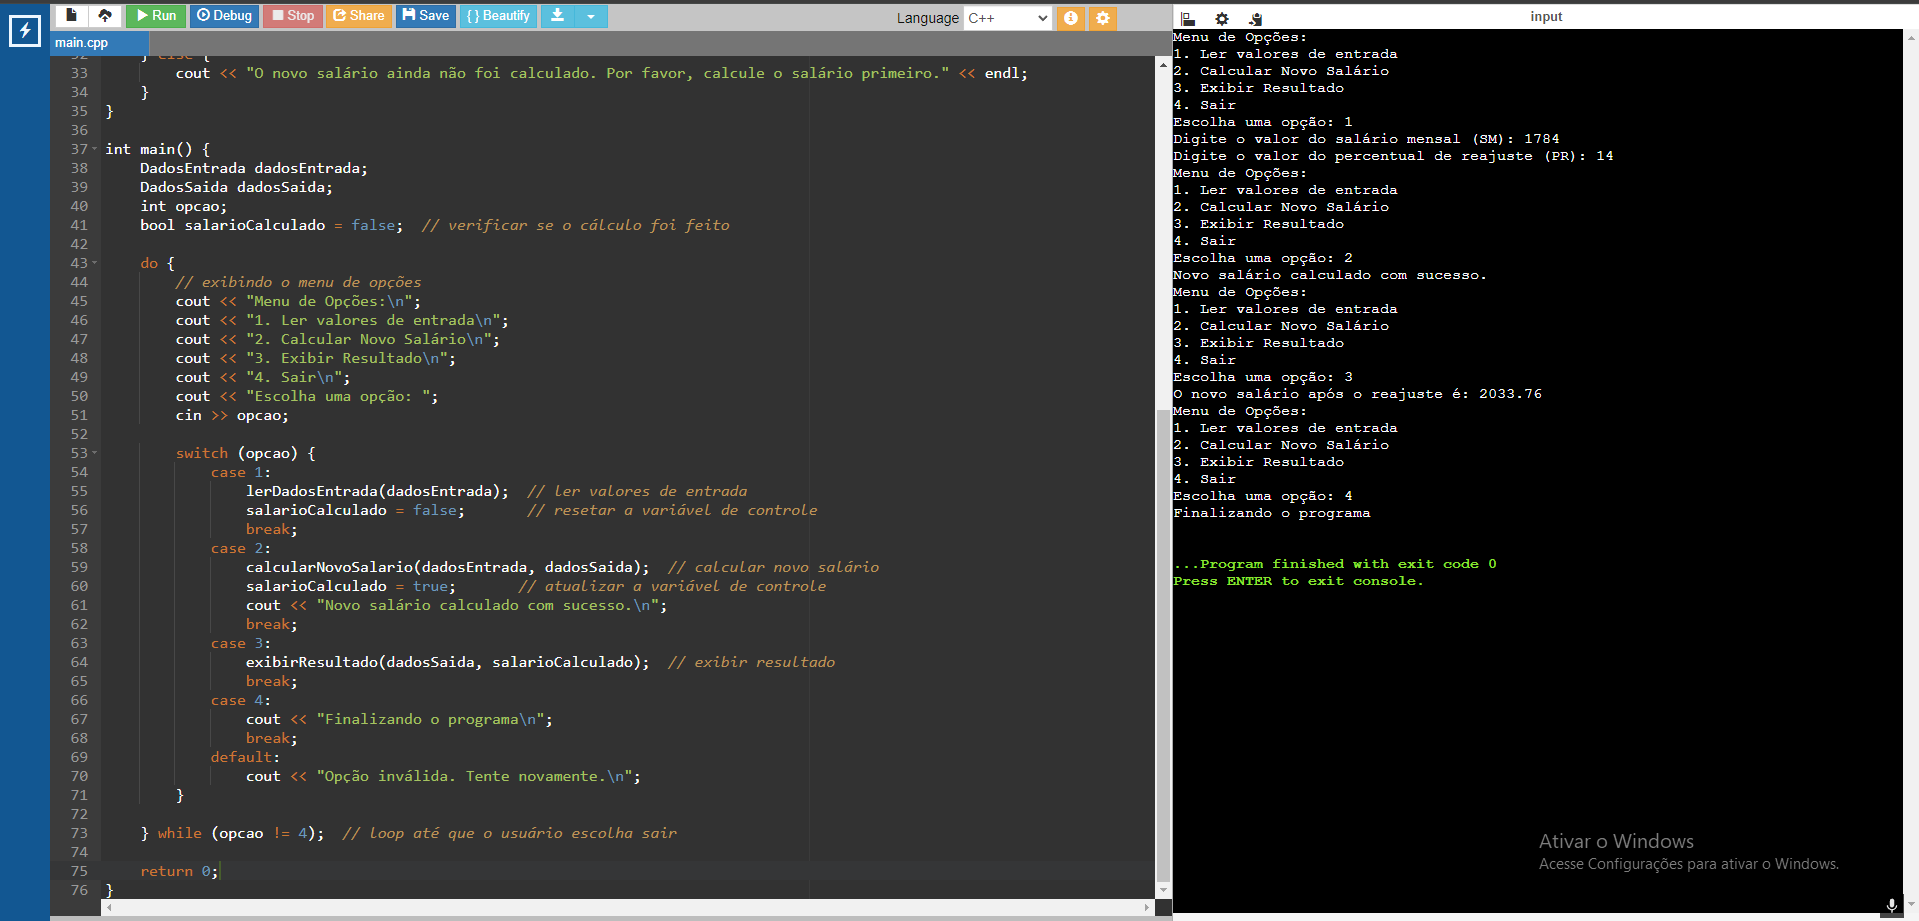 Run Debug Stop Share Save { } Beautify
Language C++
input
main.cpp
32 } else {
33 cout << "O novo salário ainda não foi calculado. Por favor, calcule o salário primeiro." << endl;
34 }
35 }
36
37 int main() {
38 DadosEntrada dadosEntrada;
39 DadosSaida dadosSaida;
40 int opcao;
41 bool salarioCalculado = false; // verificar se o cálculo foi feito
42
43 do {
44 // exibindo o menu de opções
45 cout << "Menu de Opções:\n";
46 cout << "1. Ler valores de entrada\n";
47 cout << "2. Calcular Novo Salário\n";
48 cout << "3. Exibir Resultado\n";
49 cout << "4. Sair\n";
50 cout << "Escolha uma opção: ";
51 cin >> opcao;
52
53 switch (opcao) {
54 case 1:
55 lerDadosEntrada(dadosEntrada); // ler valores de entrada
56 salarioCalculado = false; // resetar a variável de controle
57 break;
58 case 2:
59 calcularNovoSalario(dadosEntrada, dadosSaida); // calcular novo salário
60 salarioCalculado = true; // atualizar a variável de controle
61 cout << "Novo salário calculado com sucesso.\n";
62 break;
63 case 3:
64 exibirResultado(dadosSaida, salarioCalculado); // exibir resultado
65 break;
66 case 4:
67 cout << "Finalizando o programa\n";
68 break;
69 default:
70 cout << "Opção inválida. Tente novamente.\n";
71 }
72
73 } while (opcao != 4); // loop até que o usuário escolha sair
74
75 return 0;
76 }
Menu de Opções:
1. Ler valores de entrada
2. Calcular Novo Salário
3. Exibir Resultado
4. Sair
Escolha uma opção: 1
Digite o valor do salário mensal (SM): 1784
Digite o valor do percentual de reajuste (PR): 14
Menu de Opções:
1. Ler valores de entrada
2. Calcular Novo Salário
3. Exibir Resultado
4. Sair
Escolha uma opção: 2
Novo salário calculado com sucesso.
Menu de Opções:
1. Ler valores de entrada
2. Calcular Novo Salário
3. Exibir Resultado
4. Sair
Escolha uma opção: 3
O novo salário após o reajuste é: 2033.76
Menu de Opções:
1. Ler valores de entrada
2. Calcular Novo Salário
3. Exibir Resultado
4. Sair
Escolha uma opção: 4
Finalizando o programa
...Program finished with exit code 0
Press ENTER to exit console.
Ativar o Windows
Acesse Configurações para ativar o Windows.